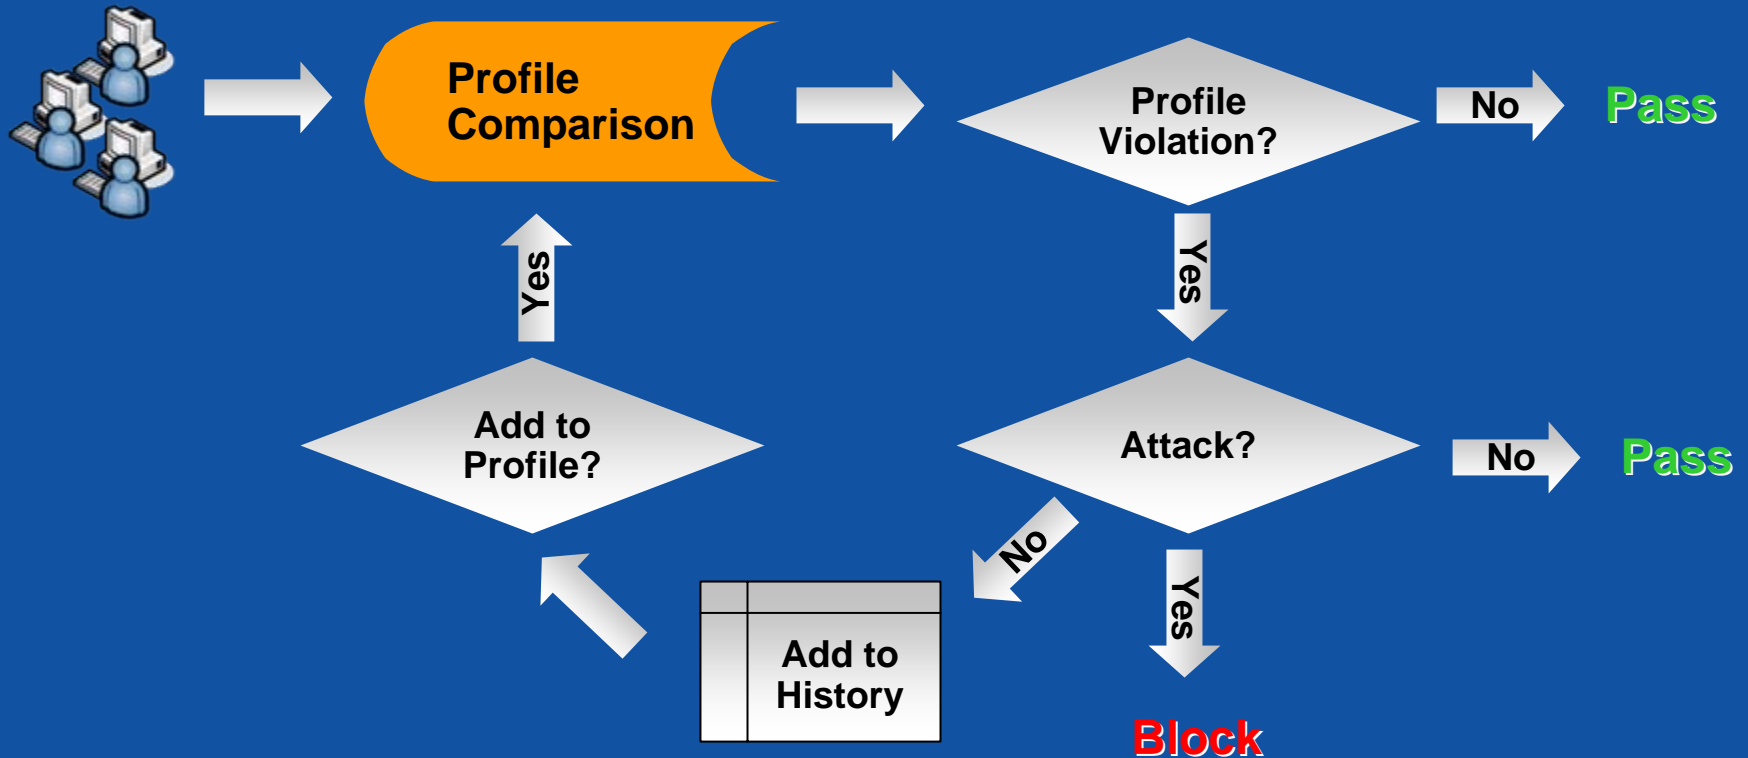 Profile
Comparison
Profile
Violation?
No
Pass
Yes
Yes
Add to
Profile?
Attack?
No
Pass
No
Yes
Add to
History
Block